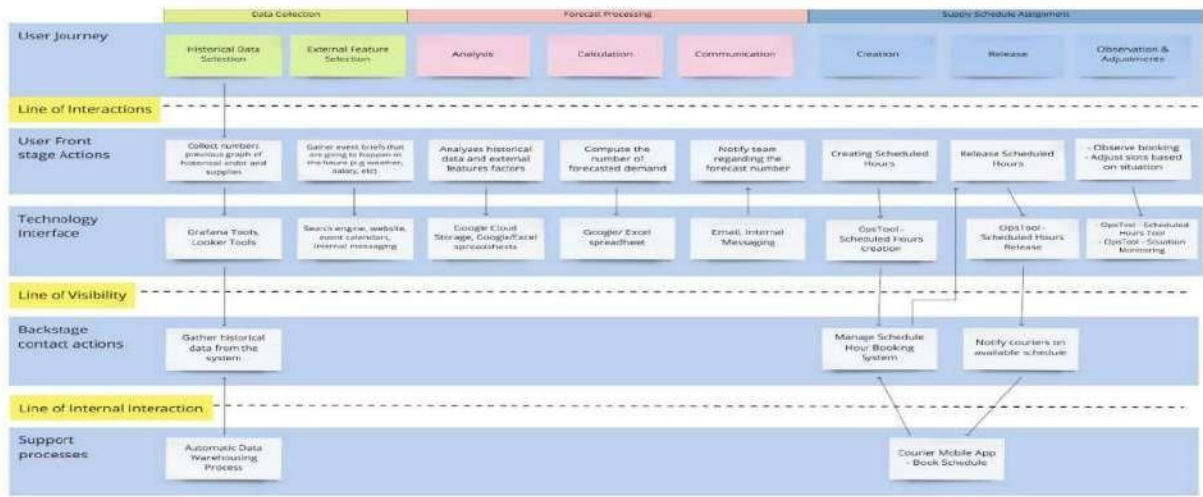 Data Collection
Forecast Processing
Supply Schedule Assignment
User Journey
Historical Data
Selection
External Feature
Selection
Analysis
Calculation
Communication
Creation
Release
Observation &
Adjustments
Line of Interactions
User Front
stage Actions
Collect numbers
previous graph of
historical order and
supplies
Gather event briefs that
are going to happen in
the future (e.g weather,
salary, etc)
Analyzes historical
data and external
features factors
Compute the
number of
forecasted demand
Notify team
regarding the
forecast number
Creating Scheduled
Hours
Release Scheduled
Hours
- Observe booking
- Adjust slots based
on situation
Technology
Interface
Grafana Tools,
Looker Tools
Search engine, website,
event calendars,
internal messaging
Google Cloud
Storage, Google/Excel
spreadsheets
Google/ Excel
spreadheet
Email, Internal
Messaging
OpsTool -
Scheduled Hours
Creation
OpsTool -
Scheduled Hours
Release
OpsTool - Scheduled
Hours Tool
- OpsTool - Situation
Monitoring
Line of Visibility
Backstage
contact actions
Gather historical
data from the
system
Manage Schedule
Hour Booking
System
Notify couriers on
available schedule
Line of Internal Interaction
Support
processes
Automatic Data
Warehousing
Process
Courier Mobile App
- Book Schedule